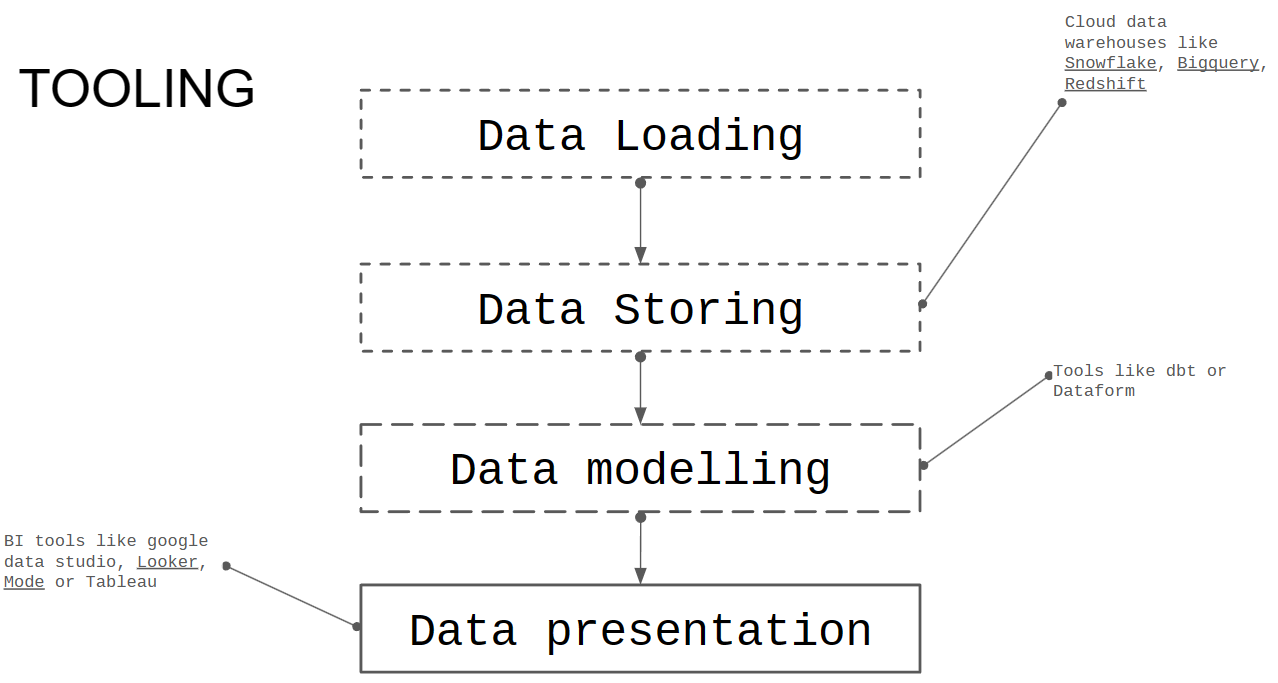 TOOLING
Cloud data
warehouses like
Snowflake, Bigquery,
Redshift
Data Loading
Data Storing
Tools like dbt or
Dataform
Data modelling
BI tools like google
data studio, Looker,
Mode or Tableau
Data presentation